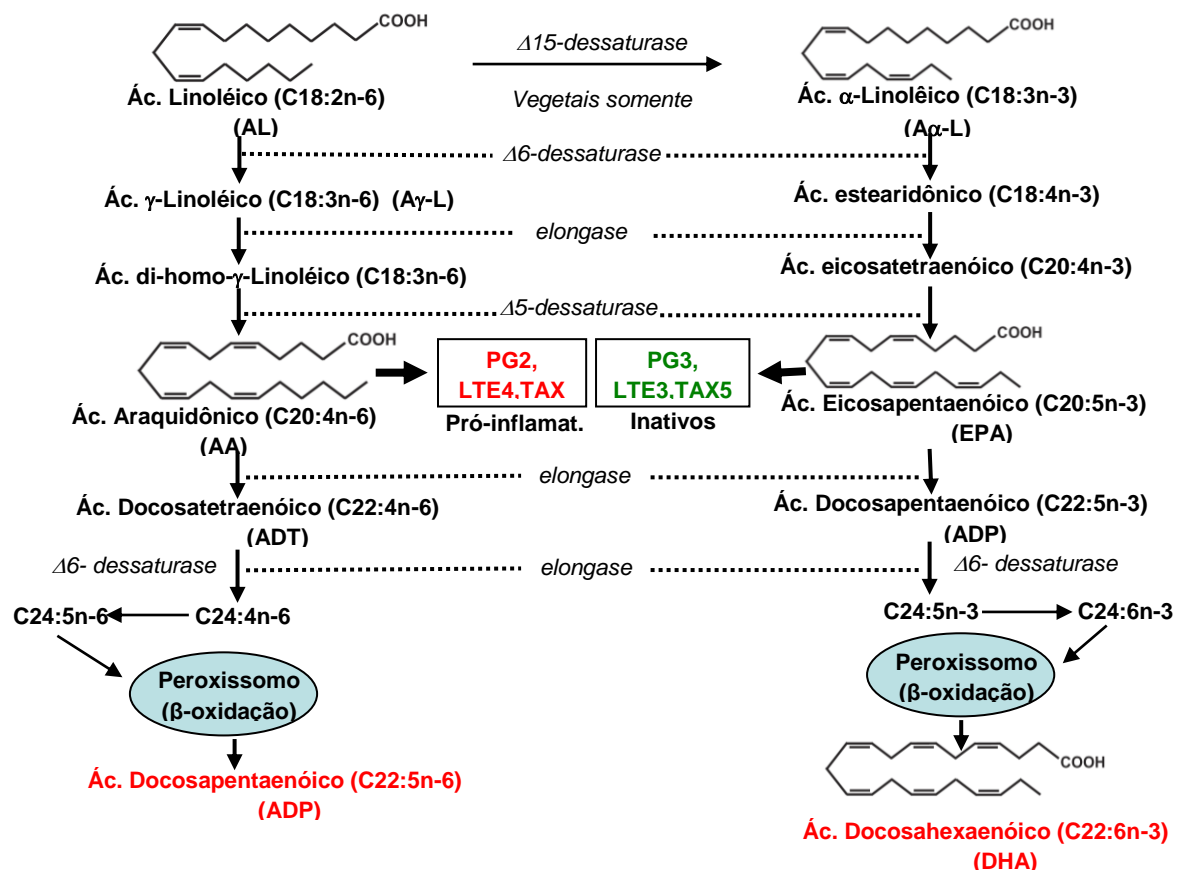 COOH
COOH
Δ15-dessaturase
Ác. Linoléico (C18:2n-6)
(AL)
Vegetais somente
Ác. α-Linolêico (C18:3n-3)
(Aα-L)
Δ6-dessaturase
Ác. γ-Linoléico (C18:3n-6) (Aγ-L)
Ác. estearidônico (C18:4n-3)
elongase
Ác. di-homo-γ-Linoléico (C18:3n-6)
Ác. eicosatetraenóico (C20:4n-3)
Δ5-dessaturase
COOH
COOH
PG2,
LTE4,TAX
PG3,
LTE3,TAX5
Pró-inflamat.
Inativos
Ác. Araquidônico (C20:4n-6)
(AA)
Ác. Eicosapentaenóico (C20:5n-3)
(EPA)
elongase
Ác. Docosatetraenóico (C22:4n-6)
(ADT)
Ác. Docosapentaenóico (C22:5n-3)
(ADP)
Δ6- dessaturase
elongase
Δ6- dessaturase
C24:5n-6
C24:4n-6
C24:5n-3
C24:6n-3
Peroxissomo
(β-oxidação)
Peroxissomo
(β-oxidação)
COOH
Ác. Docosapentaenóico (C22:5n-6)
(ADP)
Ác. Docosahexaenóico (C22:6n-3)
(DHA)